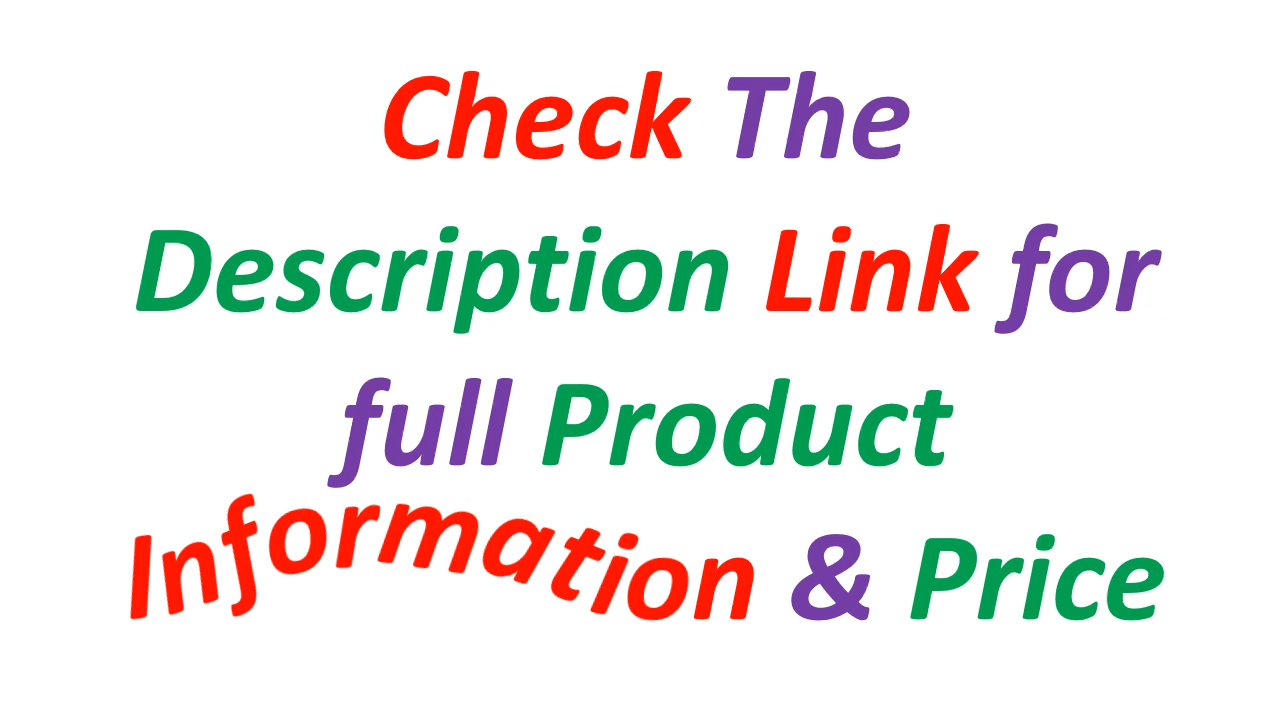 Check The
Description Link for
full Product
Information & Price